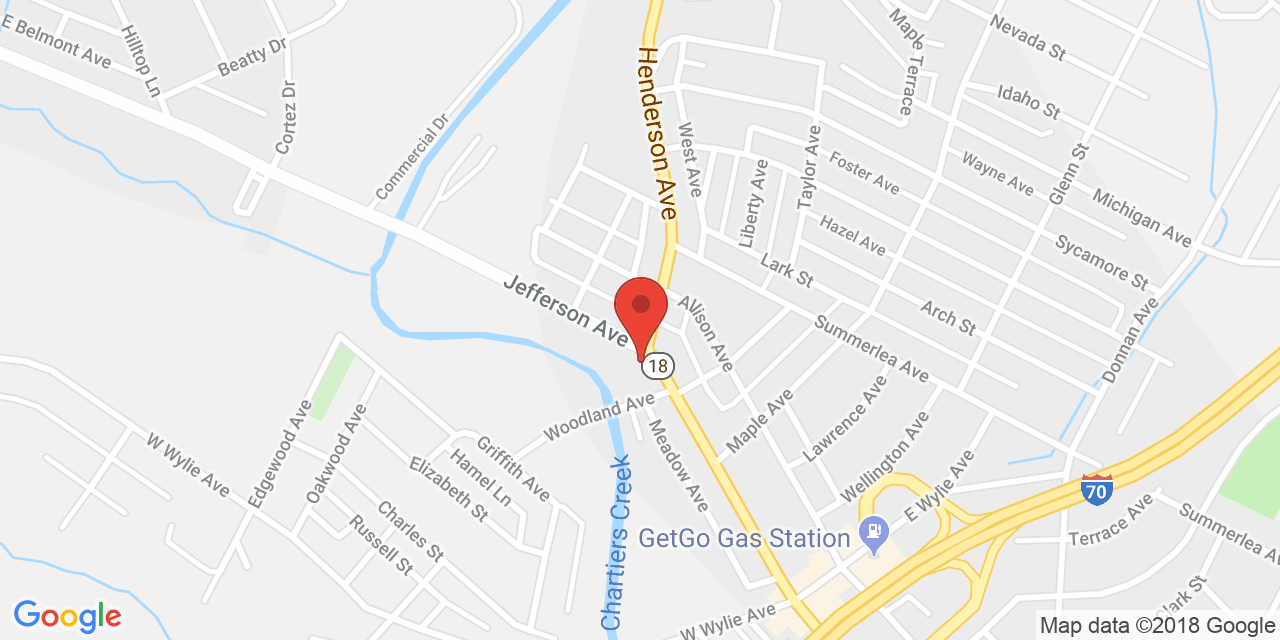 E Belmont Ave
Hilltop Ln
Beatty Dr
Cortez Dr
Commercial Dr
Henderson Ave
West Ave
Maple Terrace
Nevada St
Idaho St
Taylor Ave
Liberty Ave
Foster Ave
Wayne Ave
Glenn St
Michigan Ave
Hazel Ave
Sycamore St
Lark St
Arch St
Donnan Ave
Jefferson Ave
Allison Ave
Summerlea Ave
18
Woodland Ave
Maple Ave
Lawrence Ave
Wellington Ave
E Wylie Ave
Meadow Ave
W Wylie Ave
Edgewood Ave
Oakwood Ave
Griffith Ave
Hamel Ln
Elizabeth St
Charles St
Russell St
Chartiers Creek
GetGo Gas Station
70
Terrace Ave
Summerlea Ave
Clark St
W Wylie Ave
Google
Map data ©2018 Google